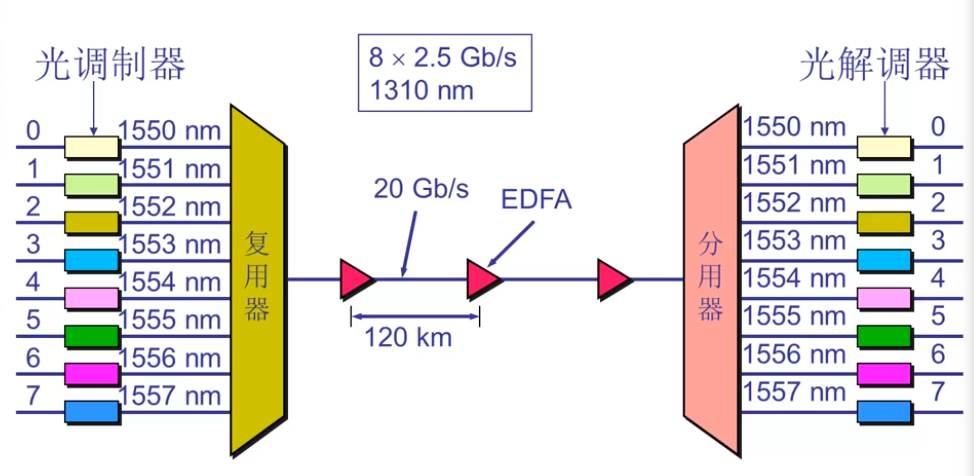 光调制器
8 × 2.5 Gb/s
1310 nm
光解调器
0 1550 nm
1 1551 nm
2 1552 nm
3 1553 nm
4 1554 nm
5 1555 nm
6 1556 nm
7 1557 nm
复用器
20 Gb/s
EDFA
120 km
分用器
1550 nm 0
1551 nm 1
1552 nm 2
1553 nm 3
1554 nm 4
1555 nm 5
1556 nm 6
1557 nm 7